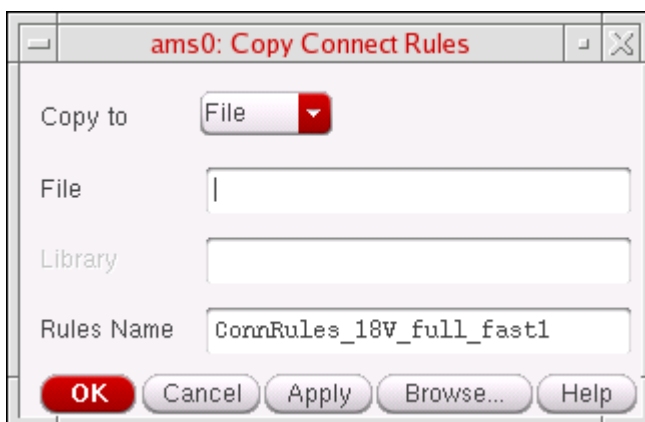 ams0: Copy Connect Rules
Copy to File
File
Library
Rules Name ConnRules_18V_full_fast1
OK Cancel Apply Browse... Help